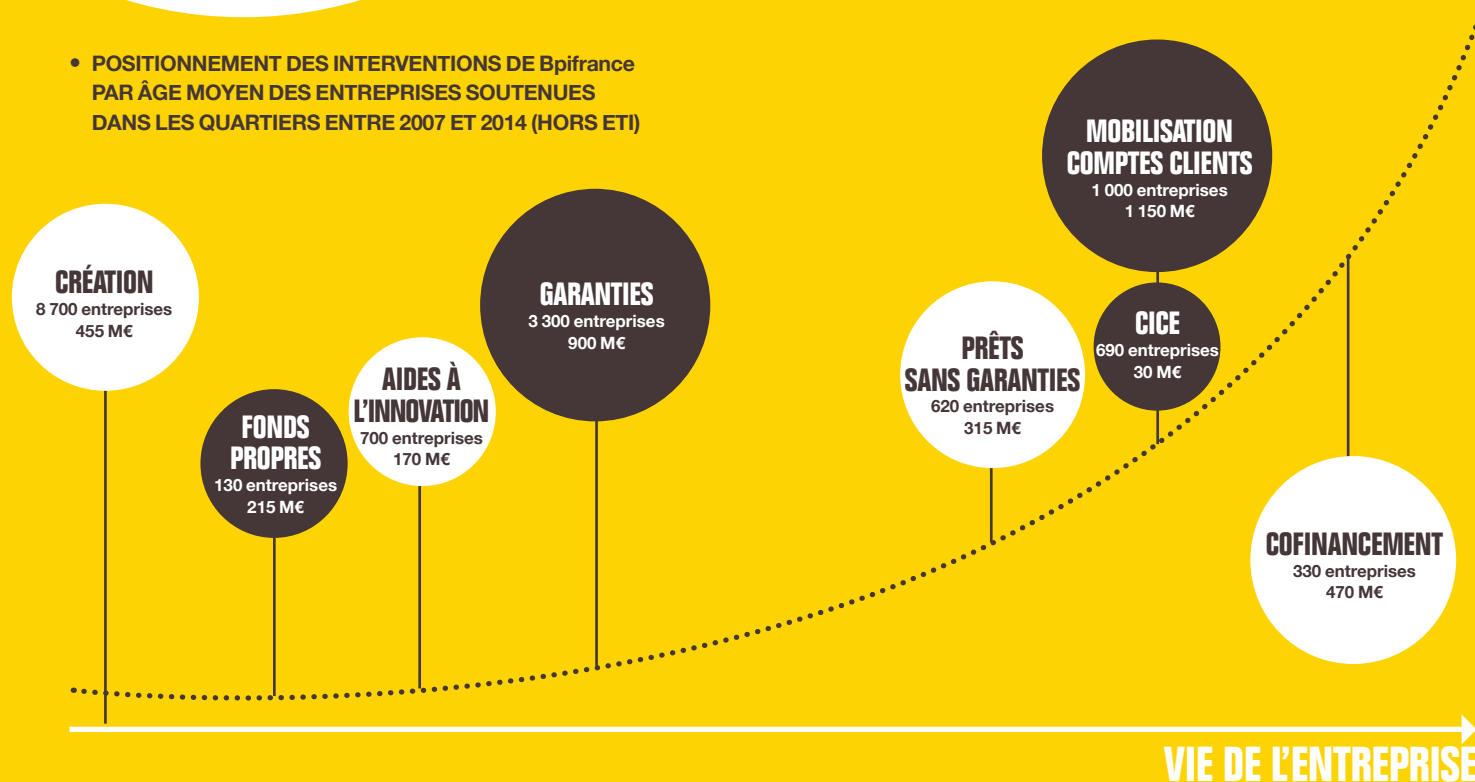 • POSITIONNEMENT DES INTERVENTIONS DE Bpifrance
PAR ÂGE MOYEN DES ENTREPRISES SOUTENUES
DANS LES QUARTIERS ENTRE 2007 ET 2014 (HORS ETI)
CRÉATION
8 700 entreprises
455 M€
FONDS
PROPRES
130 entreprises
215 M€
AIDES À
L’INNOVATION
700 entreprises
170 M€
GARANTIES
3 300 entreprises
900 M€
PRÊTS
SANS GARANTIES
620 entreprises
315 M€
MOBILISATION
COMPTES CLIENTS
1 000 entreprises
1 150 M€
CICE
690 entreprises
30 M€
COFINANCEMENT
330 entreprises
470 M€
VIE DE L’ENTREPRISE